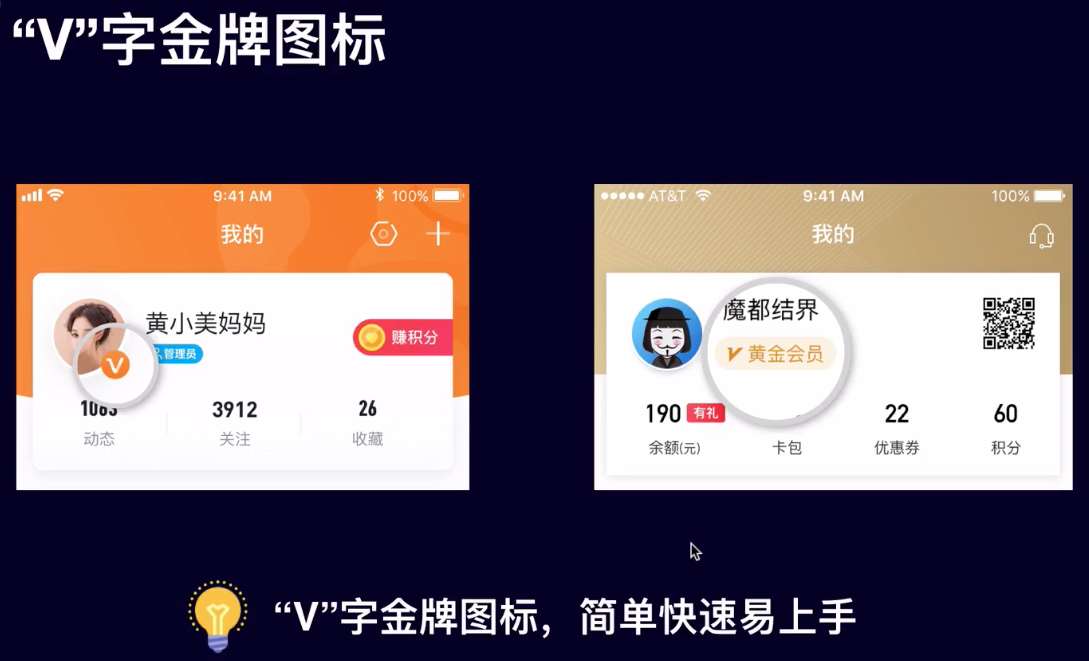 “V”字金牌图标
9:41 AM
100%
我的
黄小美妈妈
V
管理员
赚积分
1063
3912
26
动态
关注
收藏
AT&T
9:41 AM
100%
我的
魔都结界
V 黄金会员
190
有礼
22
60
余额(元)
卡包
优惠券
积分
“V”字金牌图标，简单快速易上手